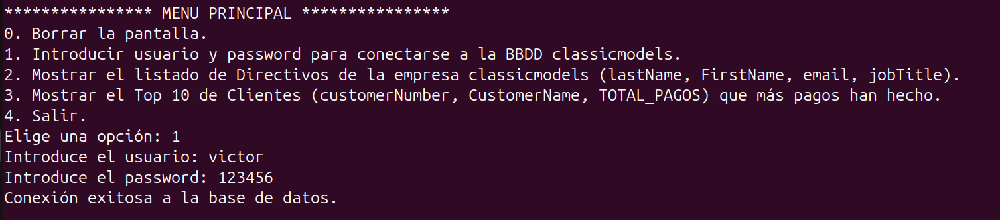 **************** MENU PRINCIPAL ****************
0. Borrar la pantalla.
1. Introducir usuario y password para conectarse a la BBDD classicmodels.
2. Mostrar el listado de Directivos de la empresa classicmodels (lastName, FirstName, email, jobTitle).
3. Mostrar el Top 10 de Clientes (customerNumber, CustomerName, TOTAL_PAGOS) que más pagos han hecho.
4. Salir.
Elige una opción: 1
Introduce el usuario: victor
Introduce el password: 123456
Conexión exitosa a la base de datos.